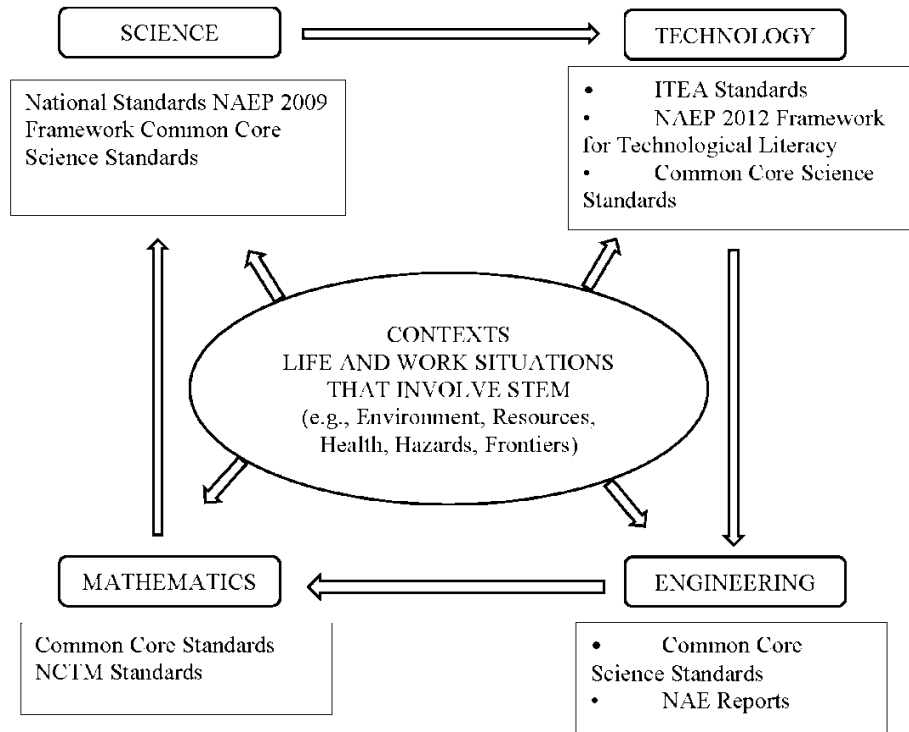 SCIENCE
TECHNOLOGY
National Standards NAEP 2009
Framework Common Core
Science Standards
• ITEA Standards
• NAEP 2012 Framework
for Technological Literacy
• Common Core Science
Standards
CONTEXTS
LIFE AND WORK SITUATIONS
THAT INVOLVE STEM
(e.g., Environment, Resources,
Health, Hazards, Frontiers)
MATHEMATICS
ENGINEERING
Common Core Standards
NCTM Standards
• Common Core
Science Standards
• NAE Reports